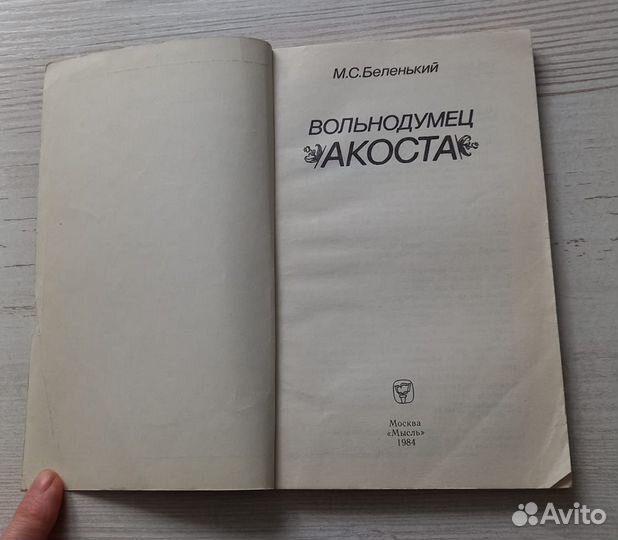 М.С.Беленький
ВОЛЬНОДУМЕЦ
АКОСТА
Москва
«Мысль»
1984
Avito